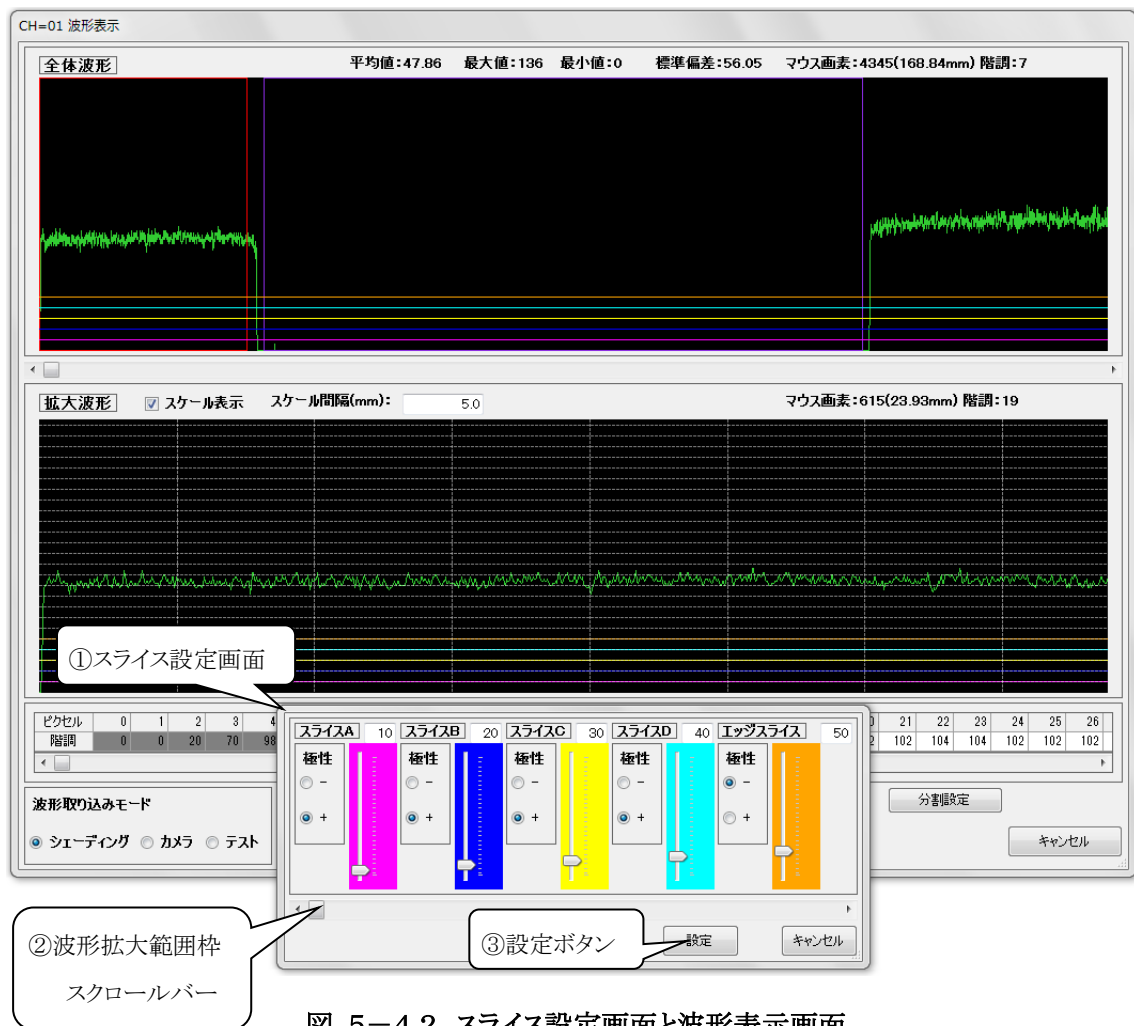 CH=01 波形表示
全体波形 平均値:47.86 最大値:136 最小値:0 標準偏差:56.05 マウス画素:4345(168.84mm) 階調:7
拡大波形 スケール表示 スケール間隔(mm): 5.0 マウス画素:615(23.93mm) 階調:19
①スライス設定画面
ピクセル 0 1 2 3 4 21 22 23 24 25 26
階調 0 0 20 70 98 102 104 104 102 102 102
スライスA 10 スライスB 20 スライスC 30 スライスD 40 エッジスライス 50
極性 極性 極性 極性 極性
- - - - -
+ + + + +
波形取り込みモード
シェーディング カメラ テスト
分割設定
キャンセル
設定 キャンセル
②波形拡大範囲枠
スクロールバー
③設定ボタン
図 5-4.2 スライス設定画面と波形表示画面